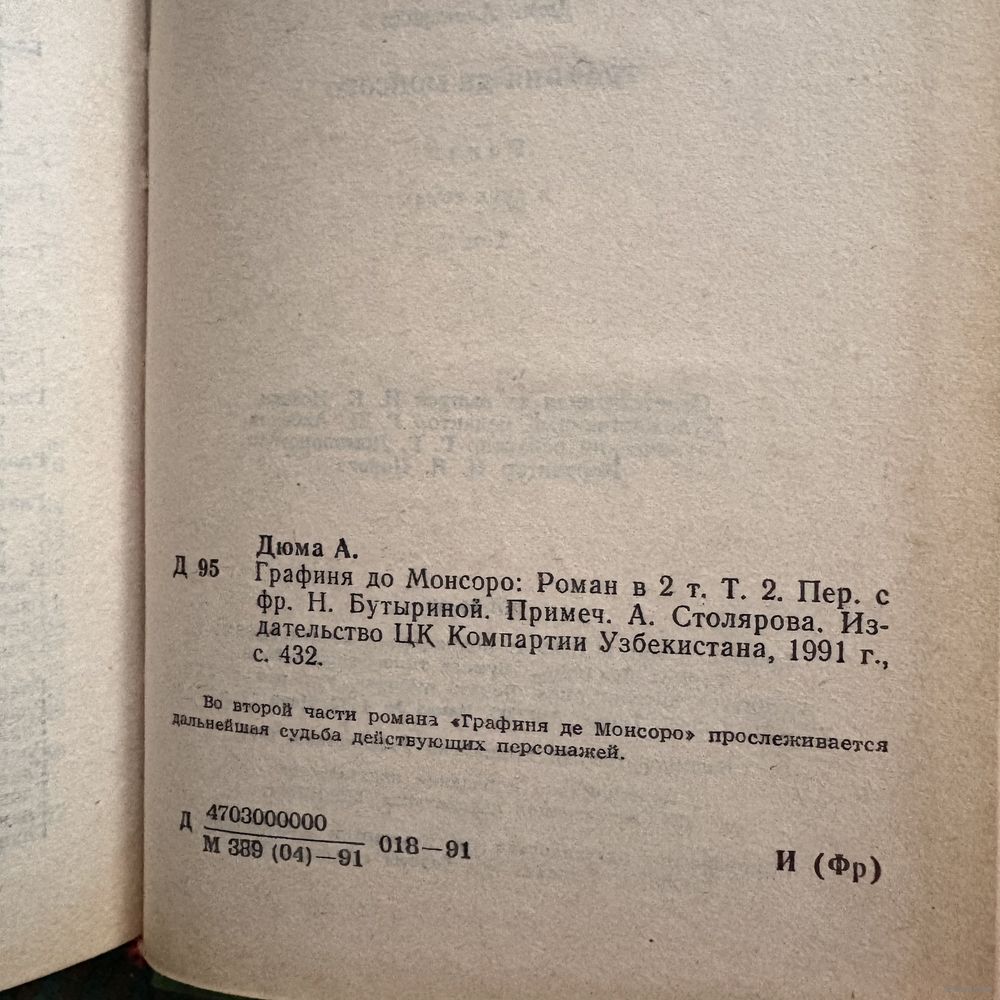 Дюма А.
Д 95
Графиня до Монсоро: Роман в 2 т. Т. 2. Пер. с
фр. Н. Бутыриной. Примеч. А. Столярова. Из-
дательство ЦК Компартии Узбекистана, 1991 г.,
с. 432.
Во второй части романа «Графиня де Монсоро» прослеживается
дальнейшая судьба действующих персонажей.
Д 4703000000
М 389 (04)—91
018—91
И (Фр)